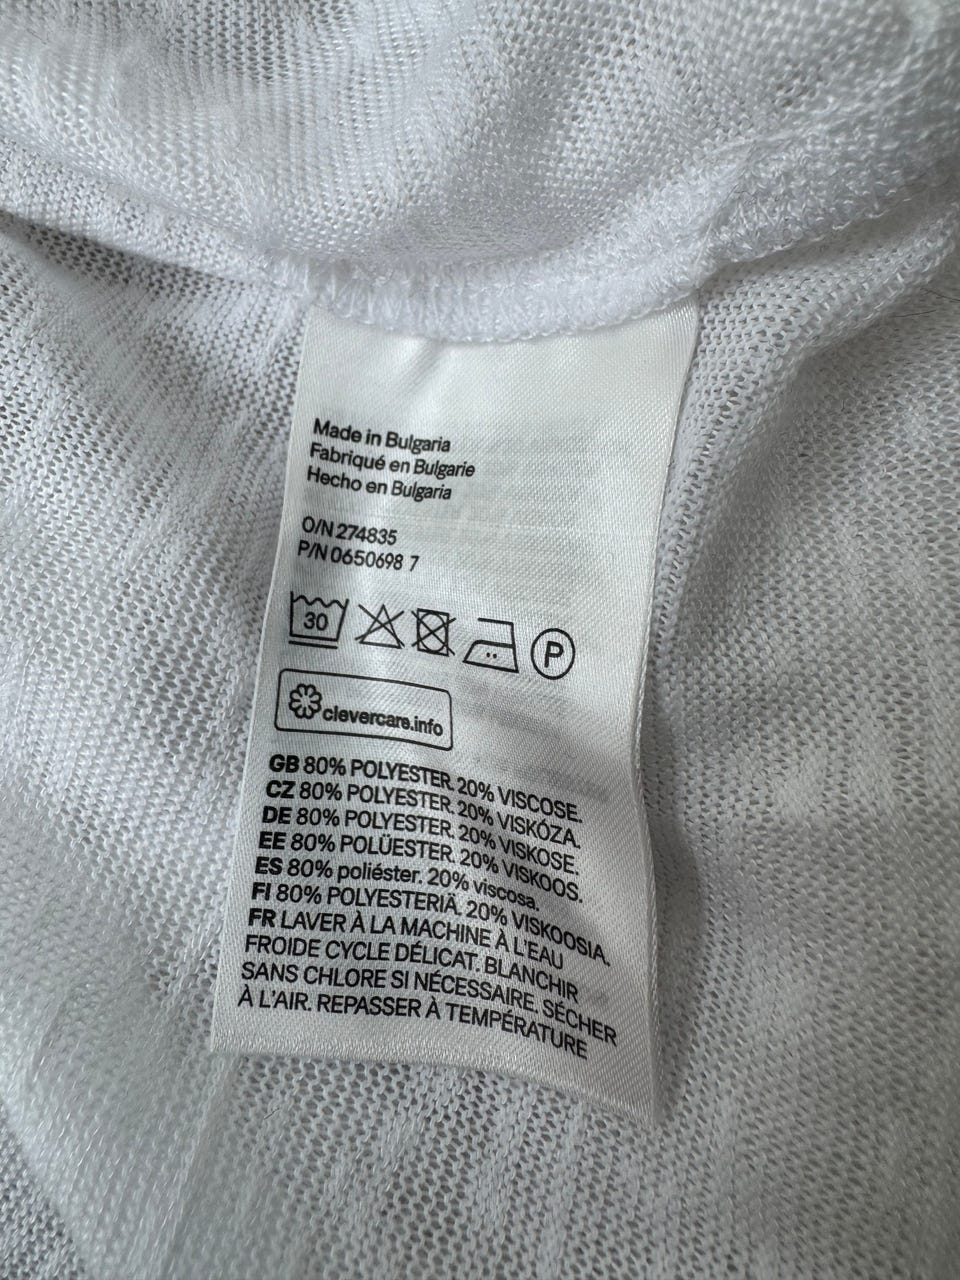 Made in Bulgaria
Fabriqué en Bulgarie
Hecho en Bulgaria
O/N 274835
P/N 0650698 7
30
P
clevercare.info
GB 80% POLYESTER. 20% VISCOSE.
CZ 80% POLYESTER. 20% VISKÓZA.
DE 80% POLYESTER. 20% VISKOSE.
EE 80% POLÜESTER. 20% VISKOOS.
ES 80% poliéster. 20% viscosa.
FI 80% POLYESTERIÄ. 20% VISKOOSIA.
FR LAVER À LA MACHINE À L'EAU
FROIDE CYCLE DÉLICAT. BLANCHIR
SANS CHLORE SI NÉCESSAIRE. SÉCHER
À L'AIR. REPASSER À TEMPÉRATURE